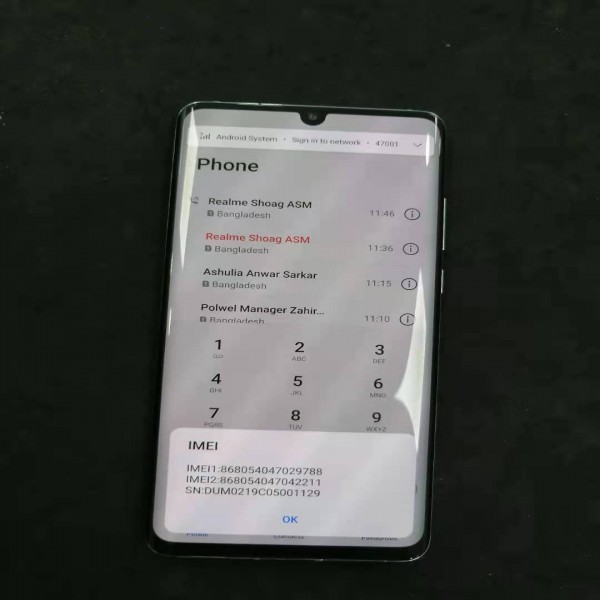 Android System • Sign in to network • 47001
Phone
Realme Shoag ASM
Bangladesh
11:46
Realme Shoag ASM
Bangladesh
11:36
Ashulia Anwar Sarkar
Bangladesh
11:15
Polwel Manager Zahir...
Bangladesh
11:10
1 2 3
ABC DEF
4 5 6
GHI JKL MNO
7 8 9
PQRS TUV WXYZ
IMEI
IMEI1:868054047029788
IMEI2:868054047042211
SN:DUM0219C05001129
OK